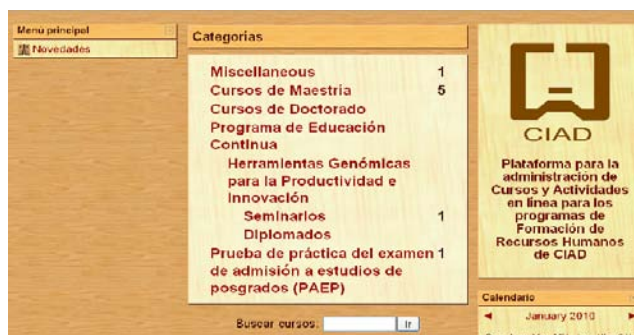 Menú principal
Novedades
Categorías
Miscellaneous 1
Cursos de Maestria 5
Cursos de Doctorado
Programa de Educación
Continua
Herramientas Genómicas
para la Productividad e
Innovación
Seminarios 1
Diplomados
Prueba de práctica del examen 1
de admisión a estudios de
posgrados (PAEP)
Buscar cursos: Ir
CIAD
Plataforma para la
administración de
Cursos y Actividades
en línea para los
programas de
Formación de
Recursos Humanos
de CIAD
Calendario
◄ January 2010 ►